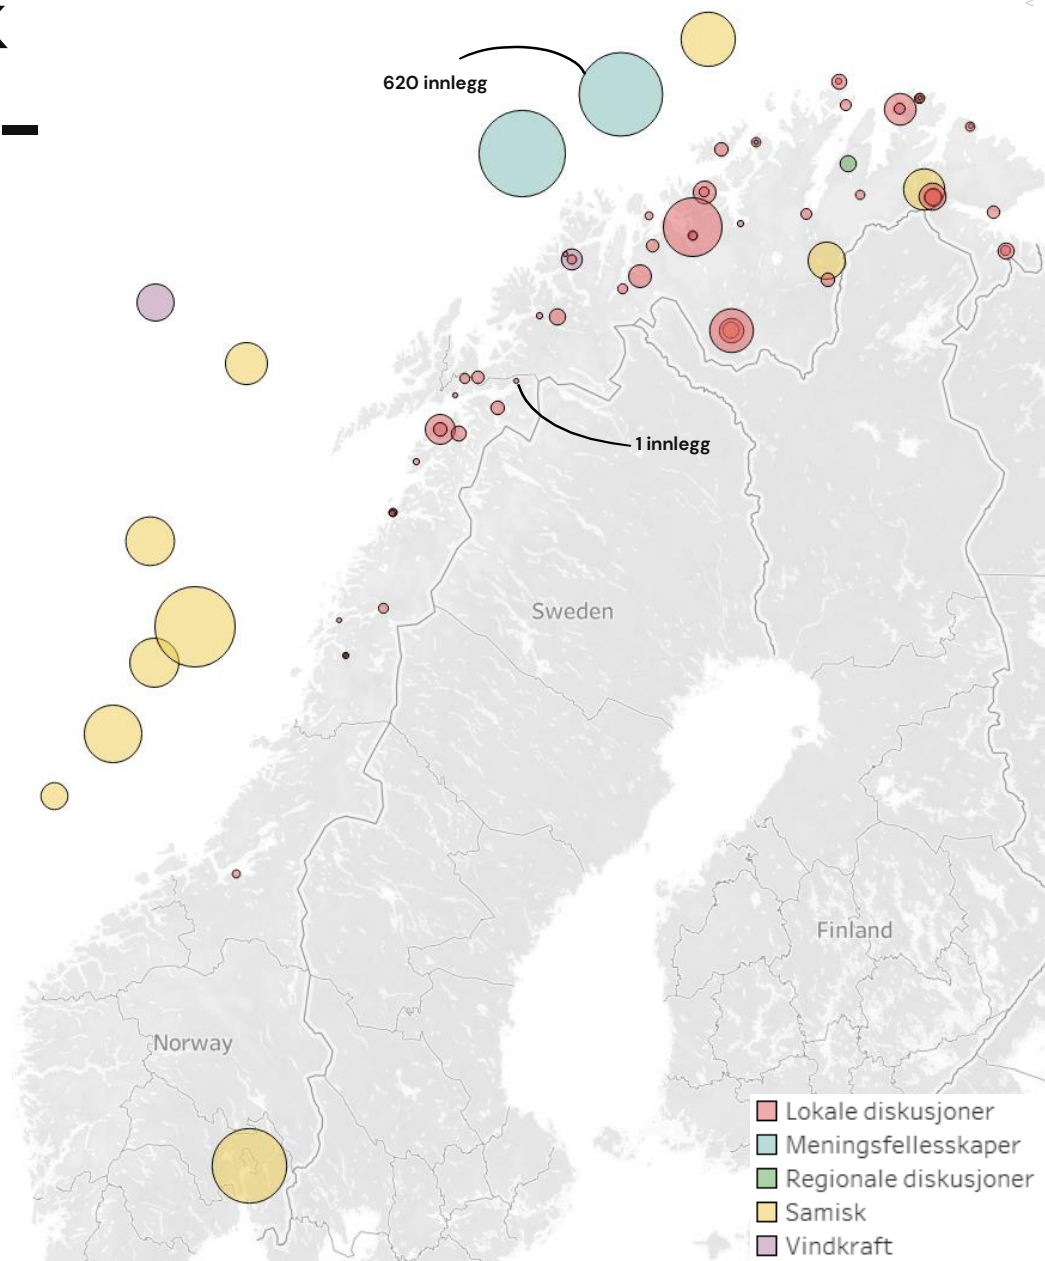 620 innlegg
1 innlegg
Sweden
Finland
Norway
Lokale diskusjoner
Meningsfellesskaper
Regionale diskusjoner
Samisk
Vindkraft